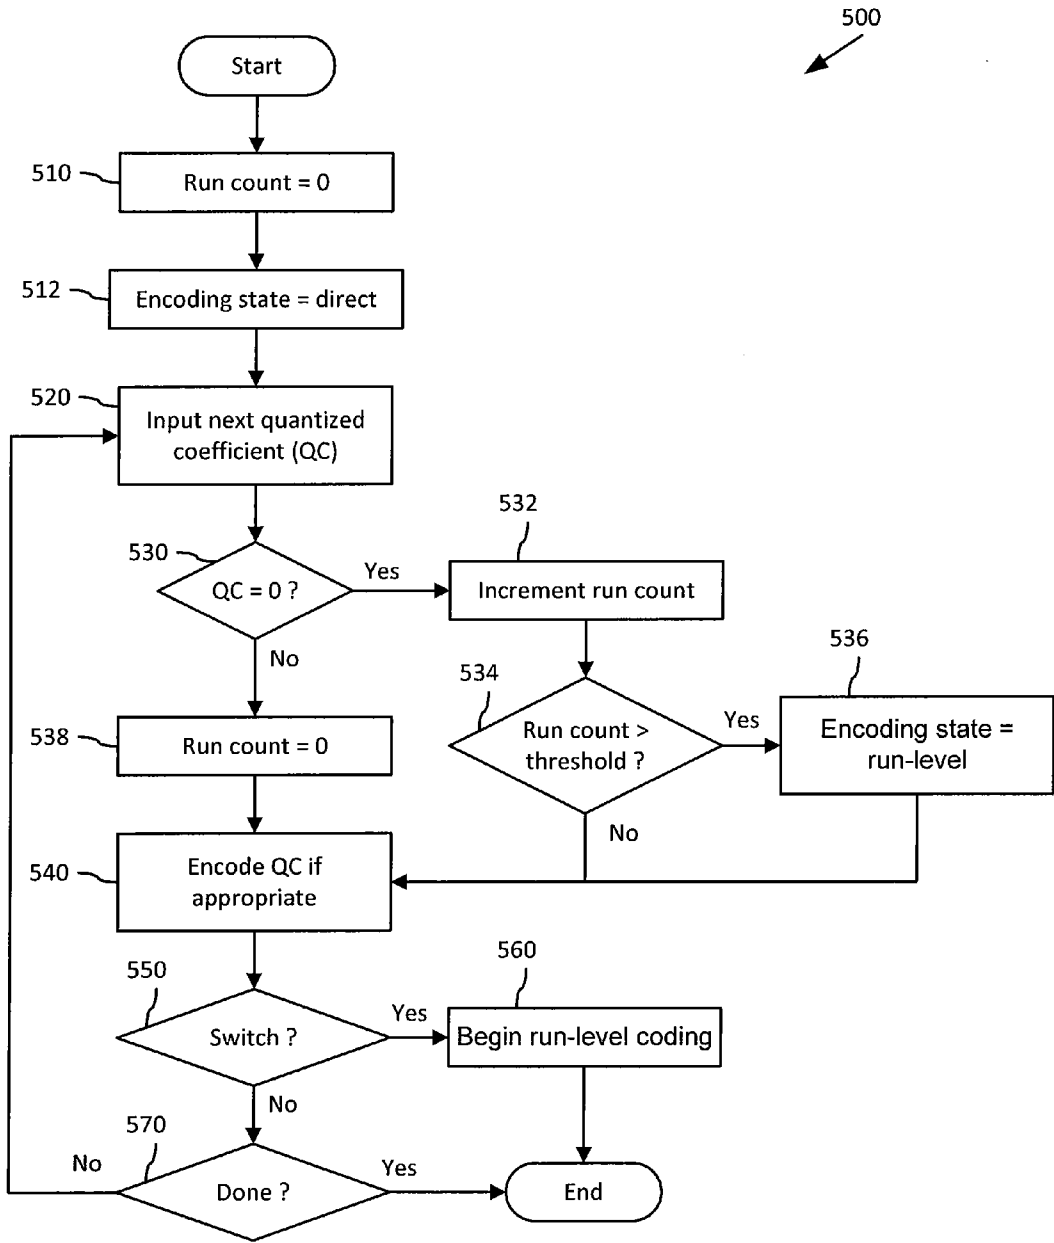 500
Start
510
Run count = 0
512
Encoding state = direct
520
Input next quantized
coefficient (QC)
530
QC = 0 ?
Yes
532
Increment run count
No
534
Run count >
threshold ?
Yes
536
Encoding state =
run-level
538
Run count = 0
No
540
Encode QC if
appropriate
550
Switch ?
Yes
560
Begin run-level coding
No
570
No
Done ?
Yes
End